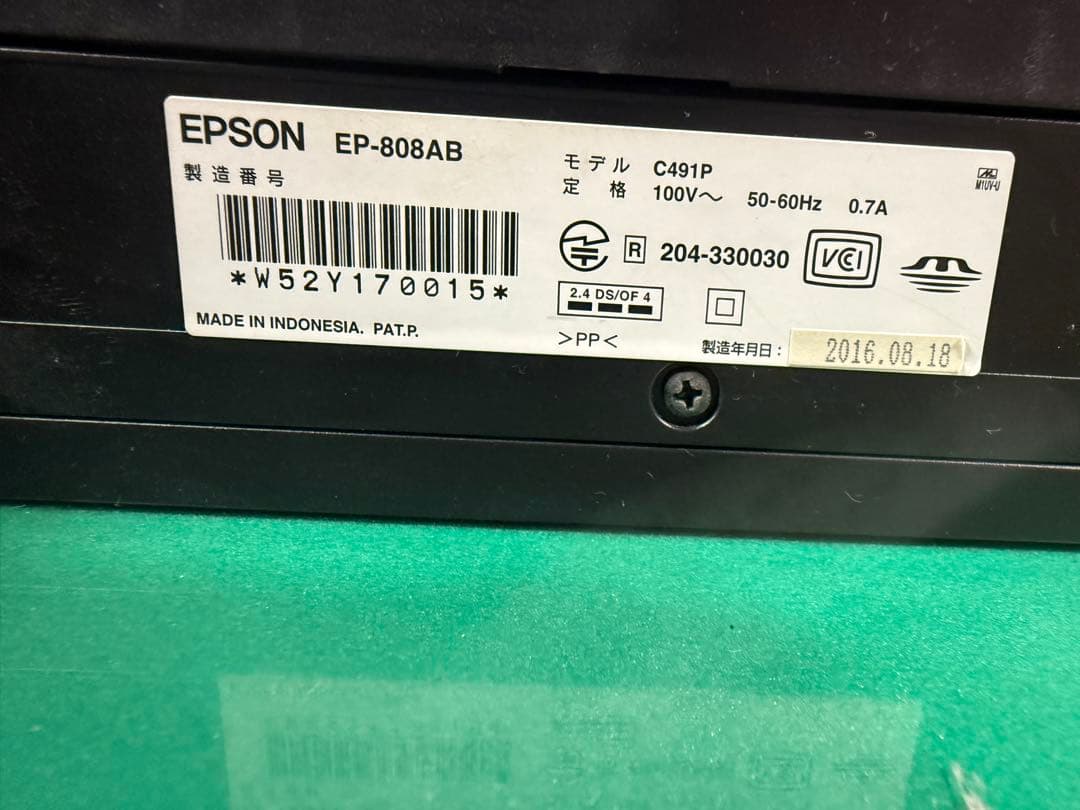 EPSON EP-808AB
製造番号
*W52Y170015*
MADE IN INDONESIA. PAT.P.
モデル C491P
定格 100V～ 50-60Hz 0.7A
R 204-330030
VCI
2.4 DS/OF 4
>PP<
製造年月日：2016.08.18
M1UV-U